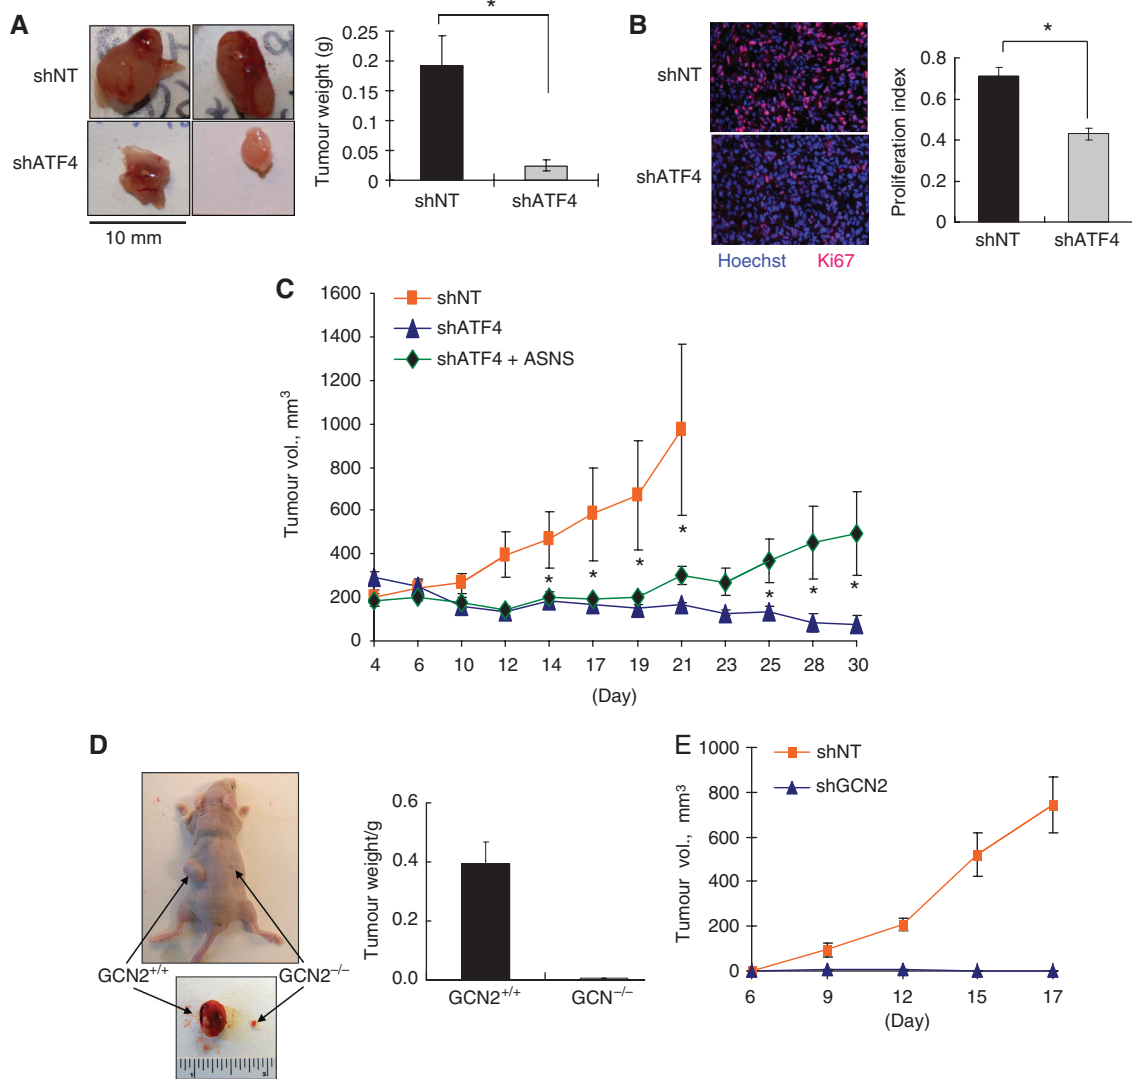 A
shNT
shATF4
10 mm
*
Tumour weight (g)
0.25
0.2
0.15
0.1
0.05
0
shNT
shATF4
B
shNT
shATF4
Hoechst
Ki67
*
Proliferation index
0.8
0.6
0.4
0.2
0
shNT
shATF4
C
shNT
shATF4
shATF4 + ASNS
Tumour vol., mm³
1600
1400
1200
1000
800
600
400
200
0
* * * * * * *
4 6 10 12 14 17 19 21 23 25 28 30
(Day)
D
GCN2+/+
GCN2−/−
1 2
Tumour weight/g
0.6
0.4
0.2
0.0
GCN2+/+
GCN−/−
E
shNT
shGCN2
Tumour vol., mm³
1000
800
600
400
200
0
6 9 12 15 17
(Day)